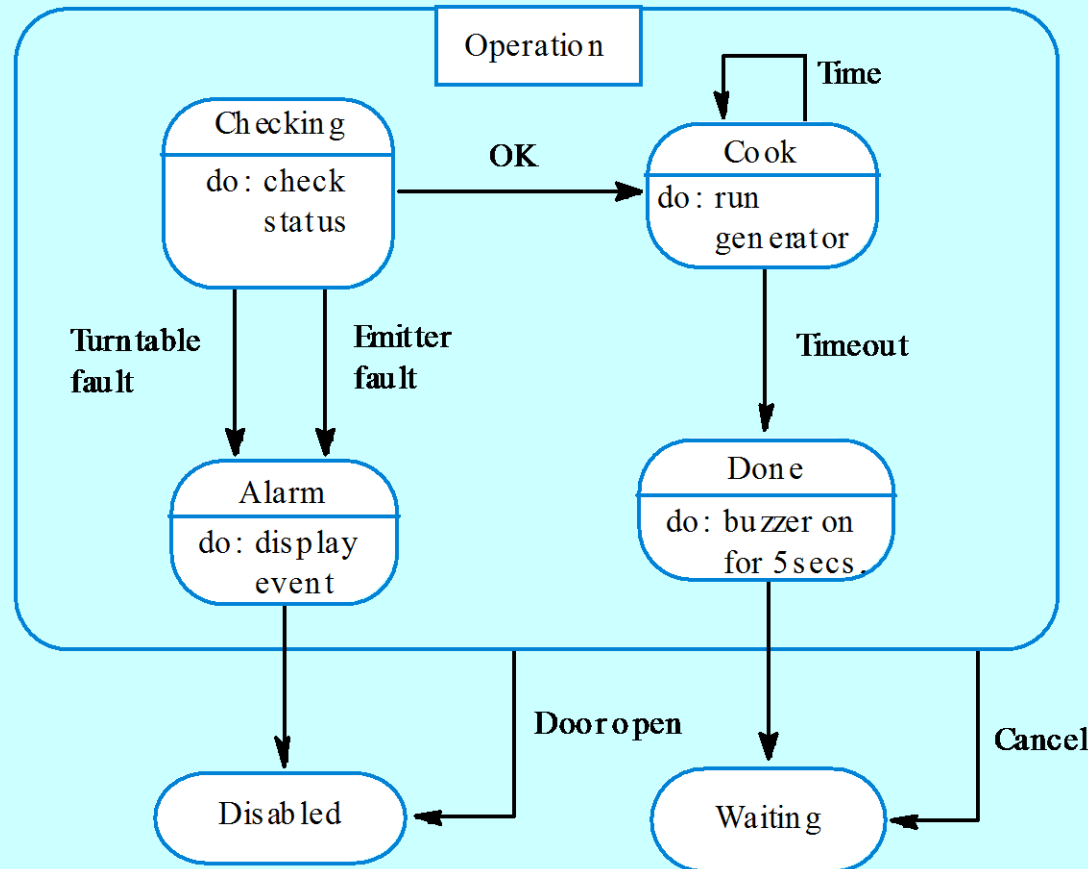 Operation
Time
Checking
OK
Cook
do: check
status
do: run
generator
Turntable
fault
Emitter
fault
Timeout
Alarm
Done
do: display
event
do: buzzer on
for 5 secs.
Door open
Cancel
Disabled
Waiting